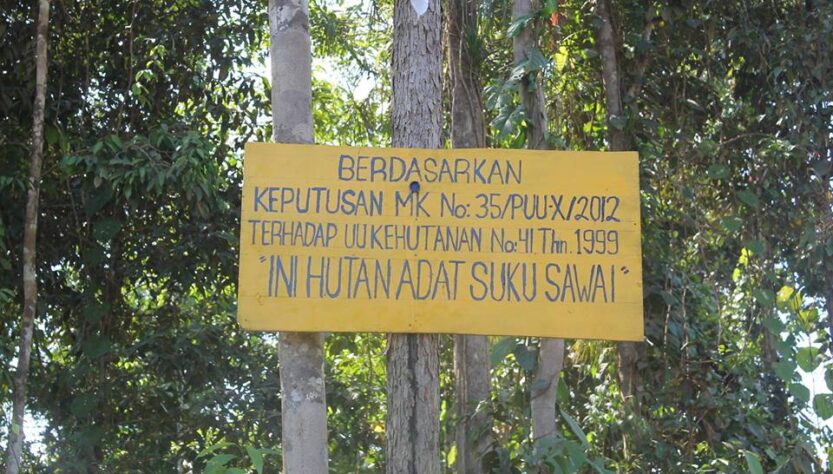 BERDASARKAN
KEPUTUSAN MK No: 35/PUU-X/2012
TERHADAP UU KEHUTANAN No: 41 Thn. 1999
"INI HUTAN ADAT SUKU SAWAI"